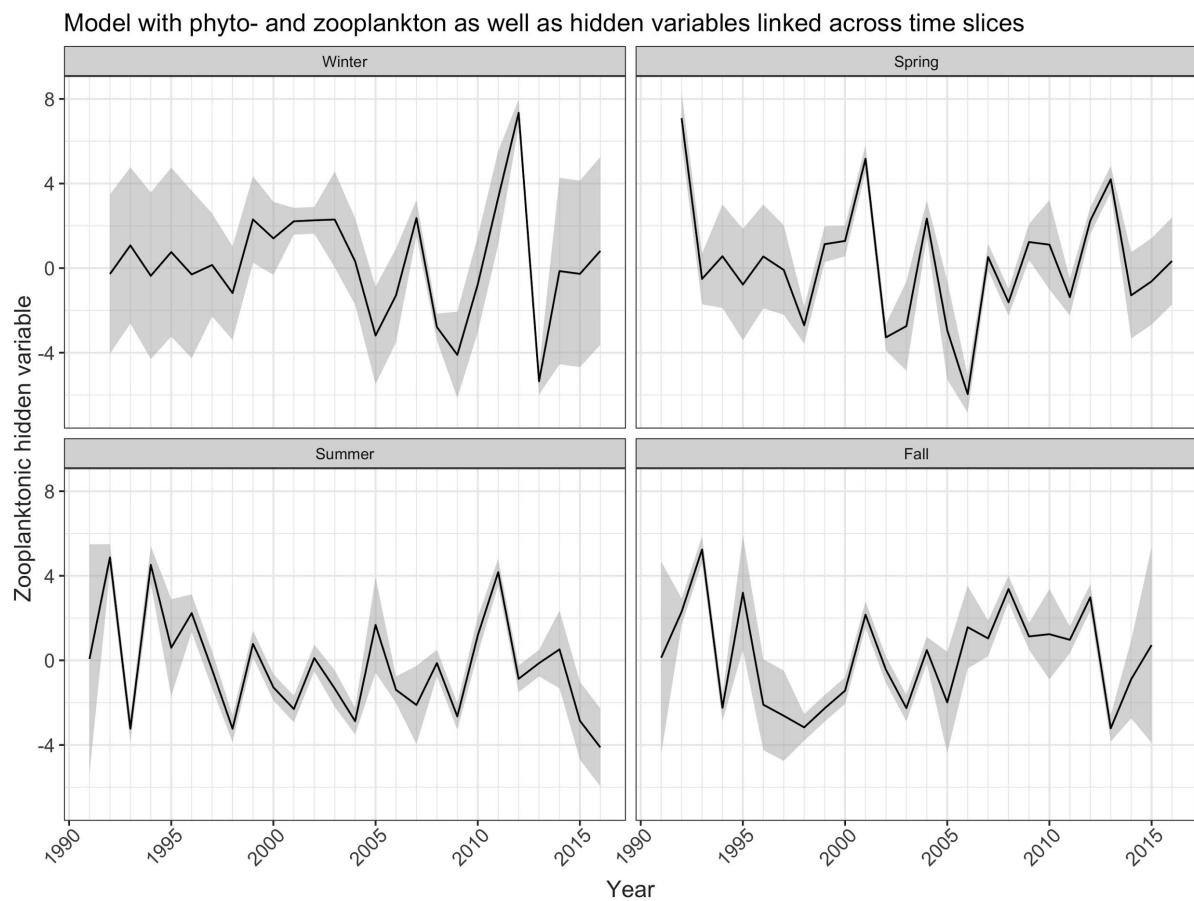 Model with phyto- and zooplankton as well as hidden variables linked across time slices
Winter
Spring
8
4
0
-4
Summer
Fall
8
4
0
-4
Zooplanktonic hidden variable
1990 1995 2000 2005 2010 2015 1990 1995 2000 2005 2010 2015
Year